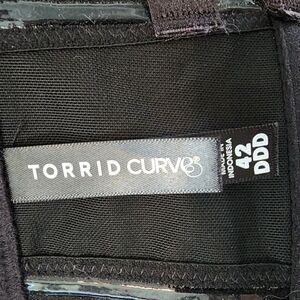 TORRID CURVE®
MADE IN
INDONESIA
42
DDD